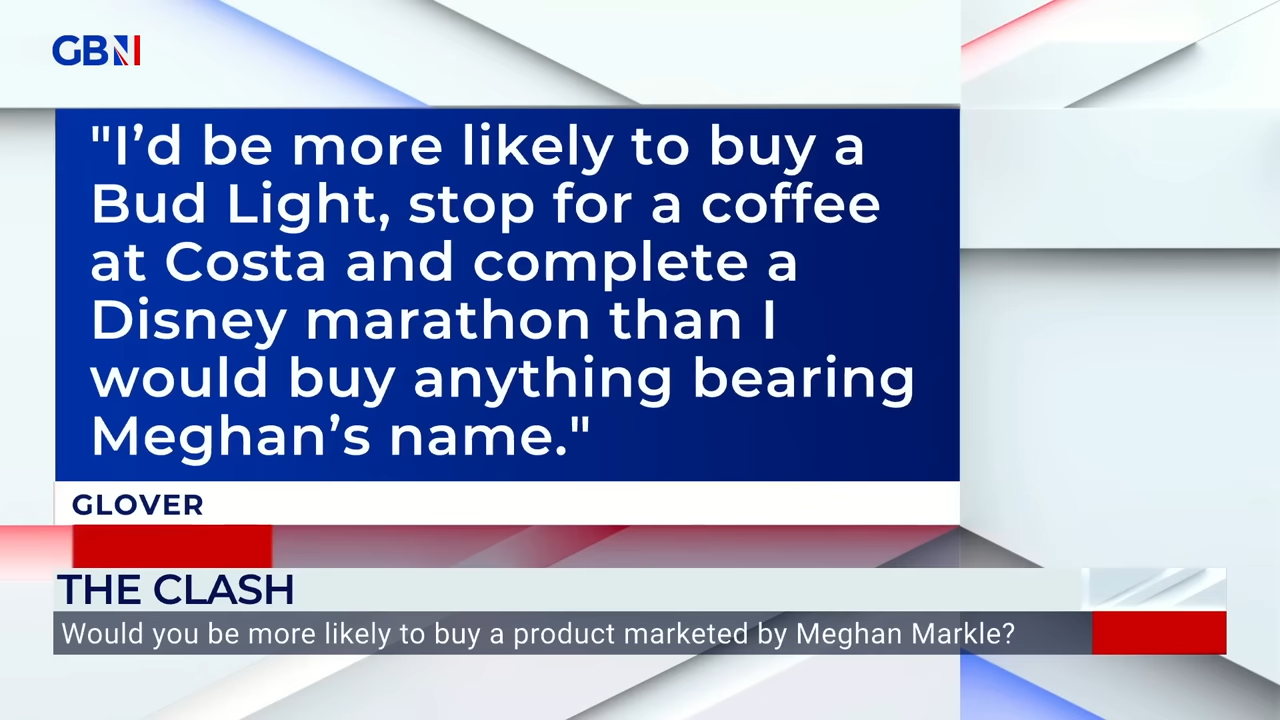 GBN
"I’d be more likely to buy a
Bud Light, stop for a coffee
at Costa and complete a
Disney marathon than I
would buy anything bearing
Meghan’s name."
GLOVER
THE CLASH
Would you be more likely to buy a product marketed by Meghan Markle?